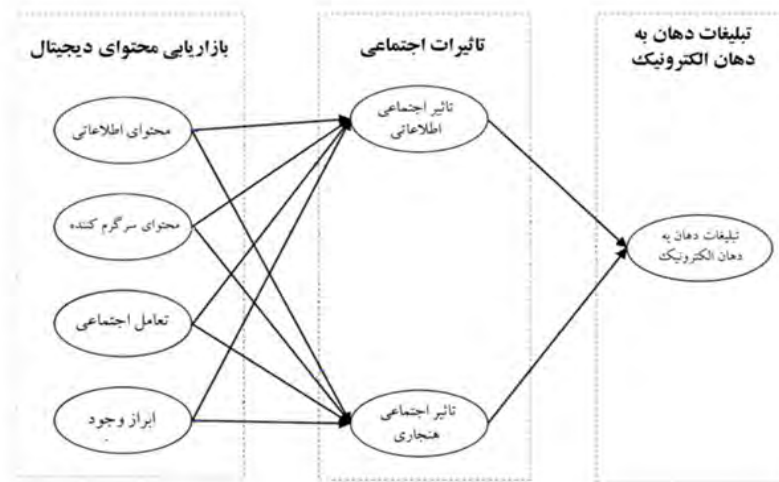 تبلیغات دهان به
دهان الکترونیک
تاثیرات اجتماعی
بازاریابی محتوای دیجیتال
محتوای اطلاعاتی
محتوای سرگرم کننده
تعامل اجتماعی
ابراز وجود
تاثیر اجتماعی
اطلاعاتی
تاثیر اجتماعی
هنجاری
تبلیغات دهان به
دهان الکترونیک